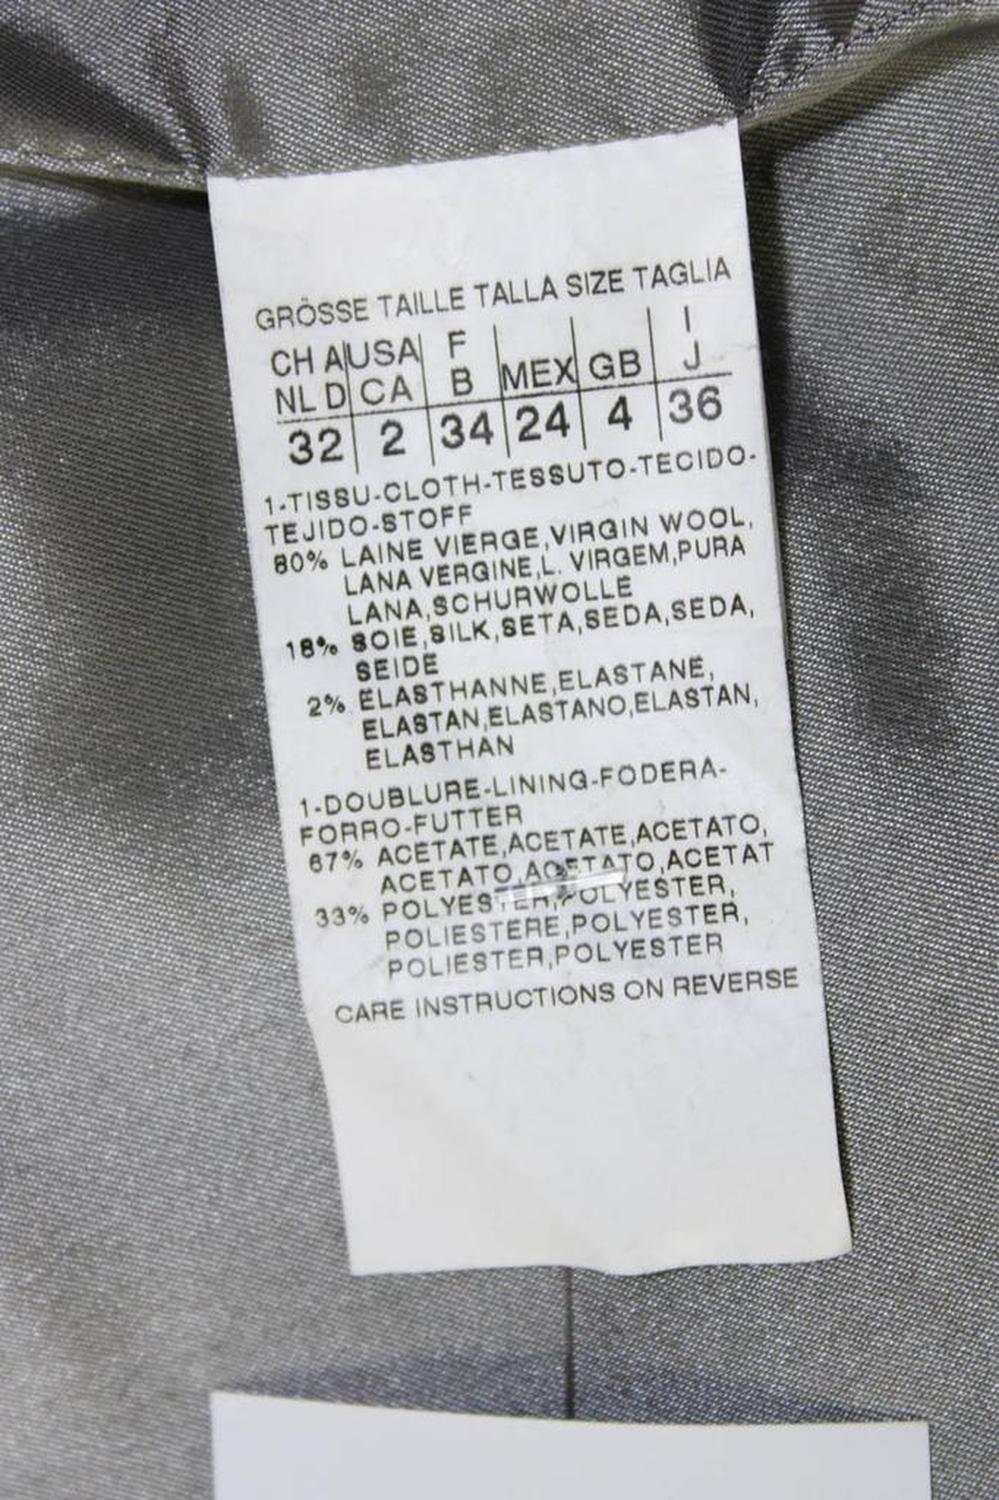 GRÖSSE TAILLE TALLA SIZE TAGLIA
CH A USA F MEX GB I
NL D CA B J
32 2 34 24 4 36
1-TISSU-CLOTH-TESSUTO-TECIDO-
TEJIDO-STOFF
80% LAINE VIERGE,VIRGIN WOOL,
LANA VERGINE,L. VIRGEM,PURA
LANA,SCHURWOLLE
18% SOIE,SILK,SETA,SEDA,SEDA,
SEIDE
2% ELASTHANNE,ELASTANE,
ELASTAN,ELASTANO,ELASTAN,
ELASTHAN
1-DOUBLURE-LINING-FODERA-
FORRO-FUTTER
67% ACETATE,ACETATE,ACETATO,
ACETATO,ACETATO,ACETAT
33% POLYESTER,POLYESTER,
POLIESTERE,POLYESTER,
POLIESTER,POLYESTER
CARE INSTRUCTIONS ON REVERSE